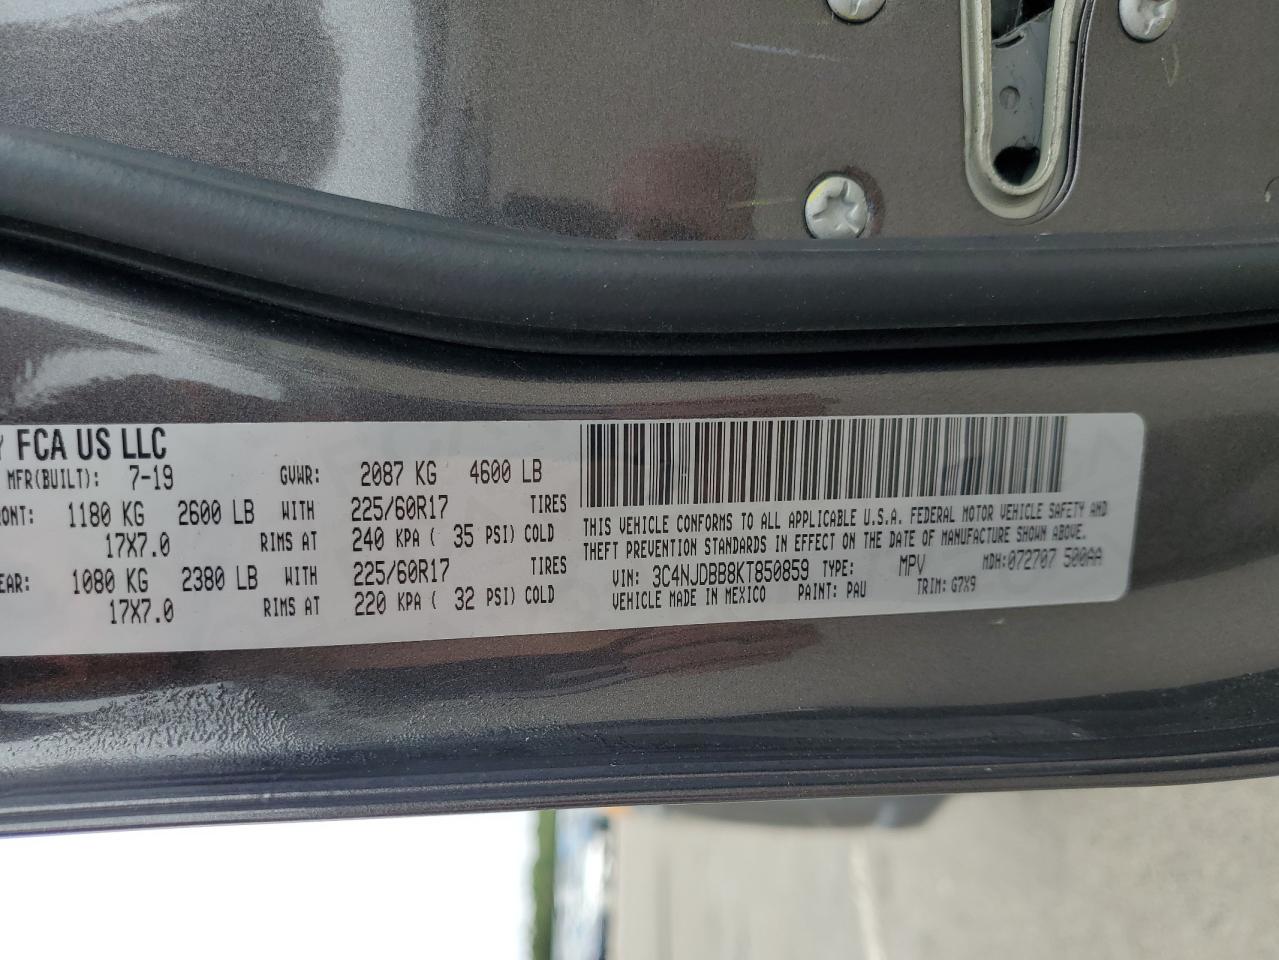 FCA US LLC
MFR(BUILT): 7-19 GVWR: 2087 KG 4600 LB
1180 KG 2600 LB WITH 225/60R17 TIRES
17X7.0 RIMS AT 240 KPA ( 35 PSI) COLD
1080 KG 2380 LB WITH 225/60R17 TIRES
17X7.0 RIMS AT 220 KPA ( 32 PSI) COLD
THIS VEHICLE CONFORMS TO ALL APPLICABLE U.S.A. FEDERAL MOTOR VEHICLE SAFETY AND
THEFT PREVENTION STANDARDS IN EFFECT ON THE DATE OF MANUFACTURE SHOWN ABOVE.
VIN: 3C4NJDBB8KT850859 TYPE: MPV MDH:072707 500AA
VEHICLE MADE IN MEXICO PAINT: PAU TRIM: G7X9